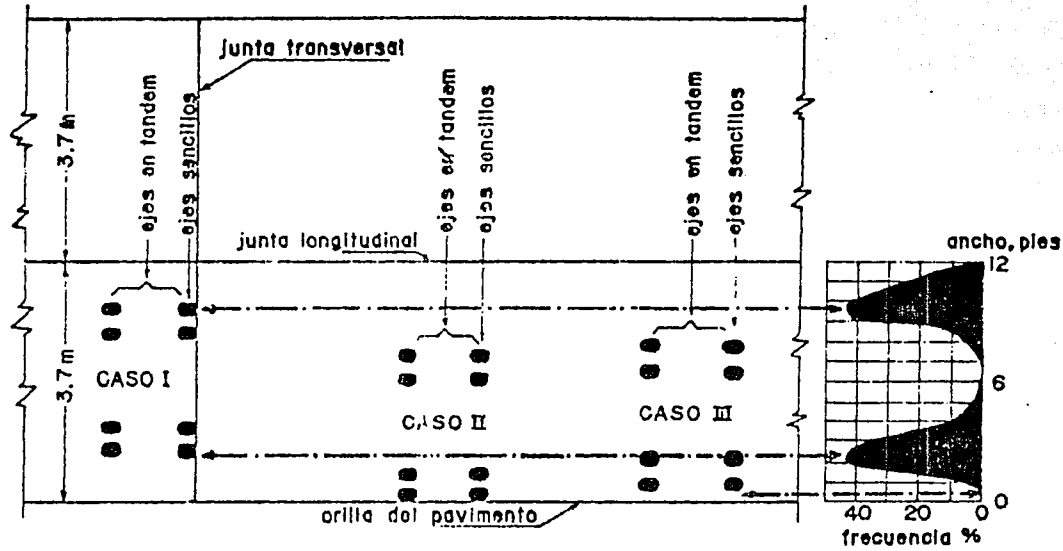 junta transversal
ejes en tandem
ejes sencillos
3.7 m
ejes en tandem
ejes sencillos
ejes en tandem
ejes sencillos
junta longitudinal
ancho, pies
12
3.7 m
CASO I
CASO II
CASO III
6
orilla del pavimento
0
40 20 0
frecuencia %